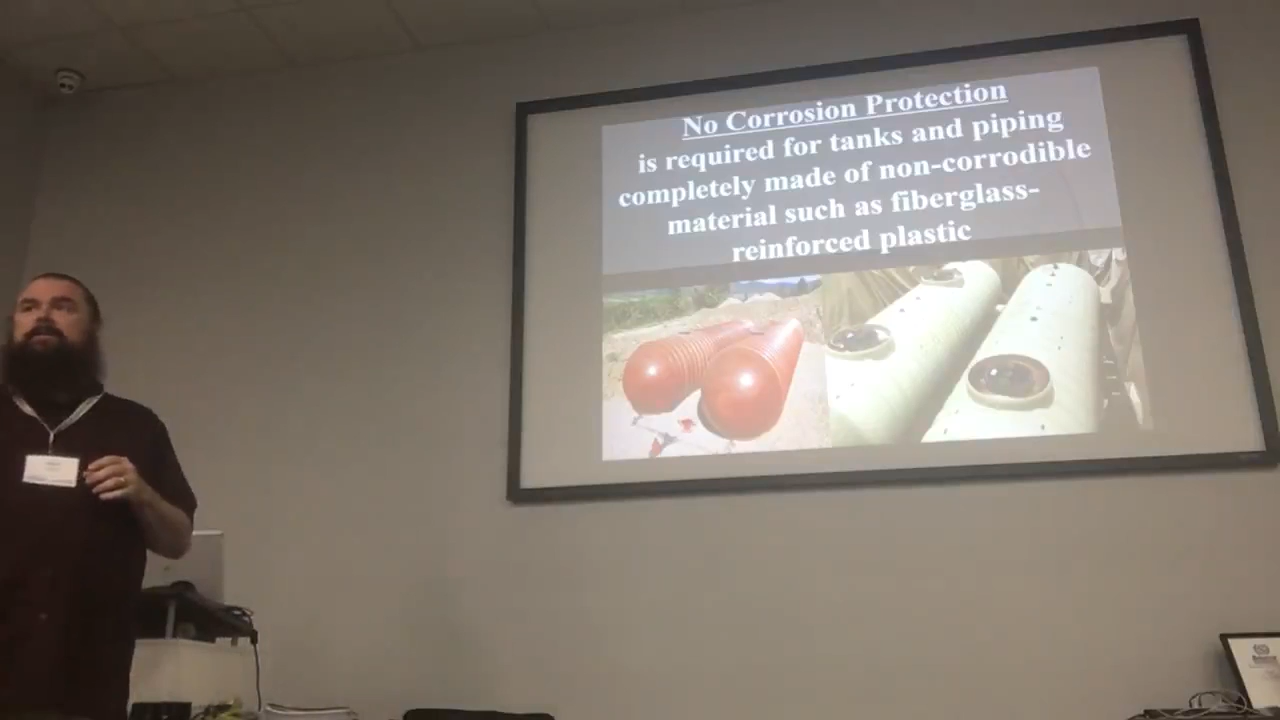 No Corrosion Protection
is required for tanks and piping
completely made of non-corrodible
material such as fiberglass-
reinforced plastic